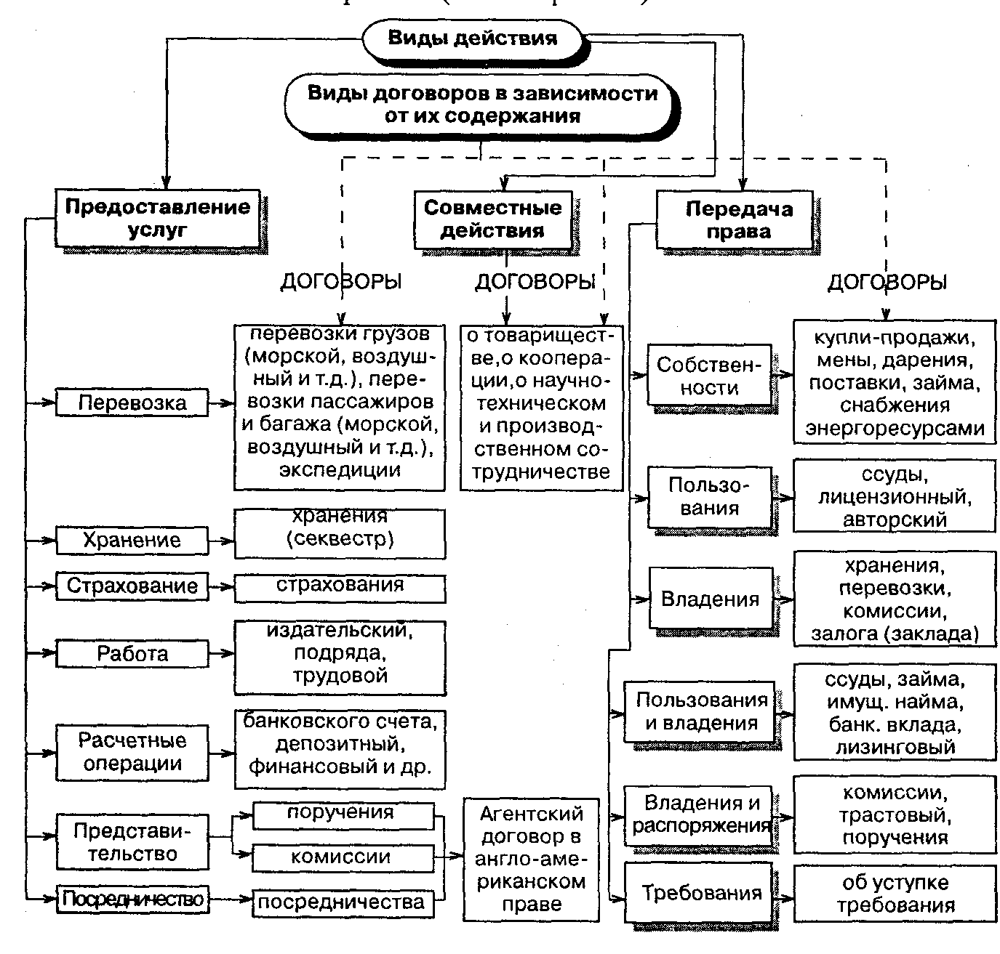 Виды действия
Виды договоров в зависимости
от их содержания
Предоставление
услуг
Совместные
действия
Передача
права
ДОГОВОРЫ
ДОГОВОРЫ
ДОГОВОРЫ
Перевозка
перевозки грузов
(морской, воздуш-
ный и т.д.), пере-
возки пассажиров
и багажа (морской,
воздушный и т.д.),
экспедиции
о товарищест-
ве,о коопера-
ции,о научно-
техническом
и производ-
ственном со-
трудничестве
Собствен-
ности
купли-продажи,
мены, дарения,
поставки, займа,
снабжения
энергоресурсами
Пользо-
вания
ссуды,
лицензионный,
авторский
Хранение
хранения
(секвестр)
Страхование
страхования
Владения
хранения,
перевозки,
комиссии,
залога (заклада)
Работа
издательский,
подряда,
трудовой
Пользования
и владения
ссуды, займа,
имущ. найма,
банк. вклада,
лизинговый
Расчетные
операции
банковского счета,
депозитный,
финансовый и др.
Представи-
тельство
поручения
комиссии
Агентский
договор в
англо-аме-
риканском
праве
Владения и
распоряжения
комиссии,
трастовый,
поручения
Посредничество
посредничества
Требования
об уступке
требования